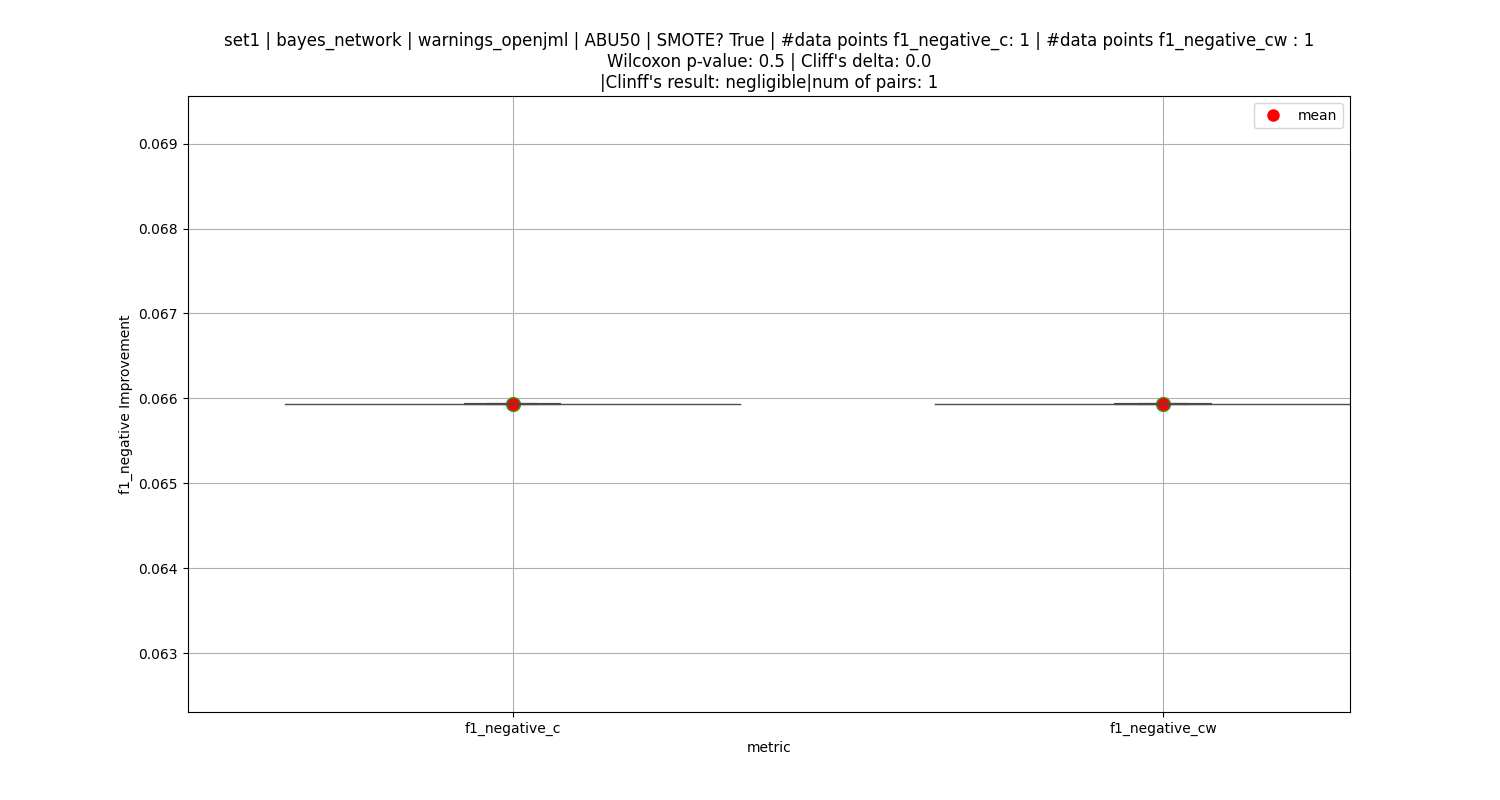 set1 | bayes_network | warnings_openjml | ABU50 | SMOTE? True | #data points f1_negative_c: 1 | #data points f1_negative_cw : 1
Wilcoxon p-value: 0.5 | Cliff's delta: 0.0
|Clinff's result: negligible|num of pairs: 1
mean
0.069
0.068
0.067
0.066
0.065
0.064
0.063
f1_negative Improvement
f1_negative_c
f1_negative_cw
metric